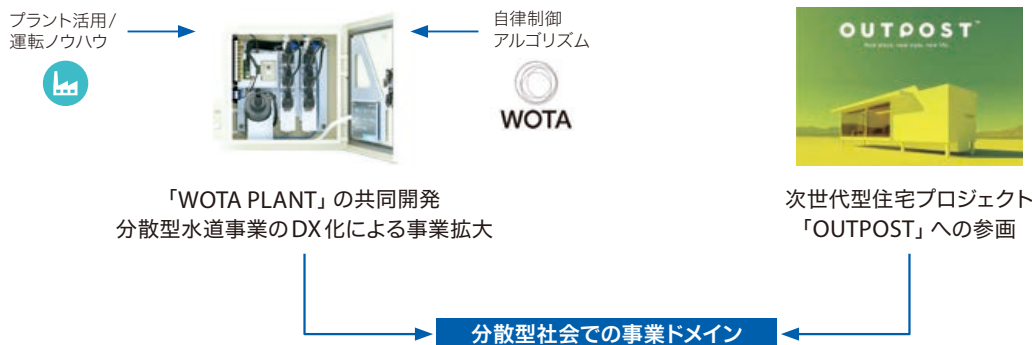 プラント活用/
運転ノウハウ
自律制御
アルゴリズム
WOTA
OUTPOST™
「WOTA PLANT」の共同開発
分散型水道事業のDX化による事業拡大
次世代型住宅プロジェクト
「OUTPOST」への参画
分散型社会での事業ドメイン